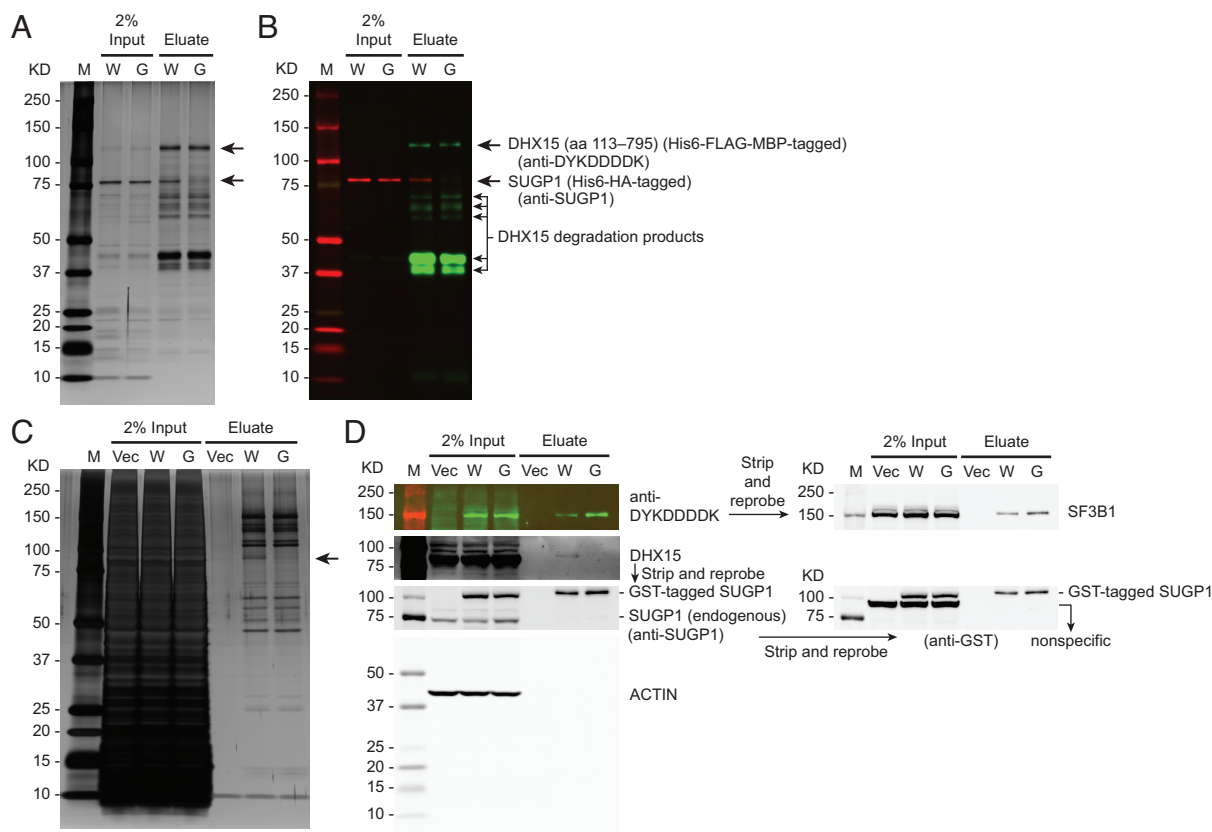 A
2%
Input
Eluate
KD
M
W
G
W
G
250 -
150 -
100 -
75 -
50 -
37 -
25 -
20 -
15 -
10 -
B
2%
Input
Eluate
KD
M
W
G
W
G
250 -
150 -
100 -
75 -
50 -
37 -
25 -
20 -
15 -
10 -
DHX15 (aa 113–795) (His6-FLAG-MBP-tagged)
(anti-DYKDDDDK)
SUGP1 (His6-HA-tagged)
(anti-SUGP1)
DHX15 degradation products
C
2% Input
Eluate
KD
M
Vec
W
G
Vec
W
G
250 -
150 -
100 -
75 -
50 -
37 -
25 -
20 -
15 -
10 -
D
2% Input
Eluate
KD
M
Vec
W
G
Vec
W
G
250 -
150 -
anti-
DYKDDDDK
Strip
and
reprobe
100 -
75 -
DHX15
Strip and reprobe
100 -
75 -
GST-tagged SUGP1
SUGP1 (endogenous)
(anti-SUGP1)
Strip and reprobe
50 -
37 -
25 -
20 -
15 -
10 -
ACTIN
2% Input
Eluate
KD
M
Vec
W
G
Vec
W
G
250 -
150 -
SF3B1
KD
100 -
75 -
GST-tagged SUGP1
(anti-GST)
nonspecific